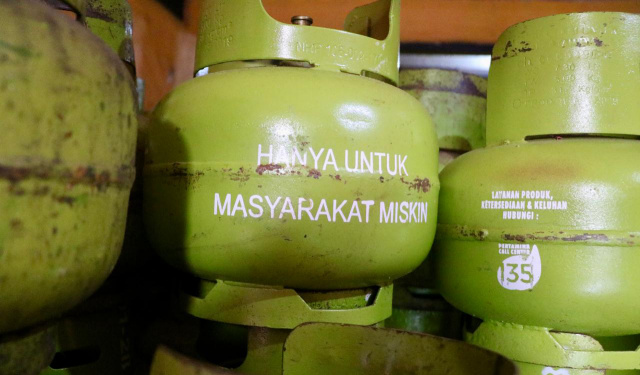 HANYA UNTUK
MASYARAKAT MISKIN
LAYANAN PRODUK,
KETERSEDIAAN & KELUHAN
HUBUNGI :
PERTAMINA
CALL CENTER
135